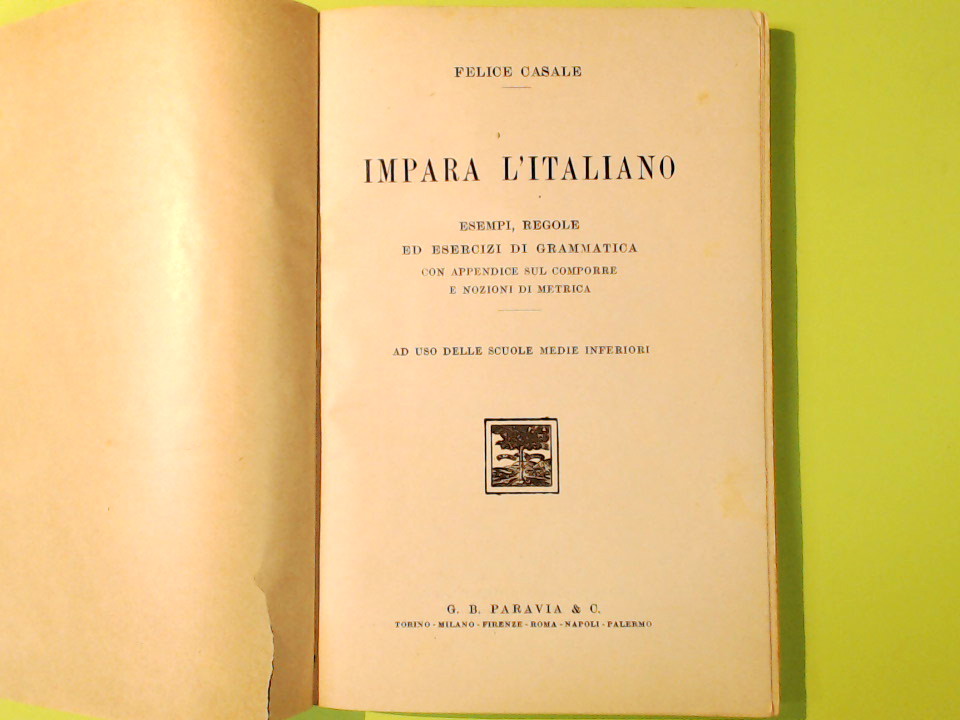 FELICE CASALE
IMPARA L'ITALIANO
ESEMPI, REGOLE
ED ESERCIZI DI GRAMMATICA
CON APPENDICE SUL COMPORRE
E NOZIONI DI METRICA
AD USO DELLE SCUOLE MEDIE INFERIORI
G. B. PARAVIA & C.
TORINO - MILANO - FIRENZE - ROMA - NAPOLI - PALERMO